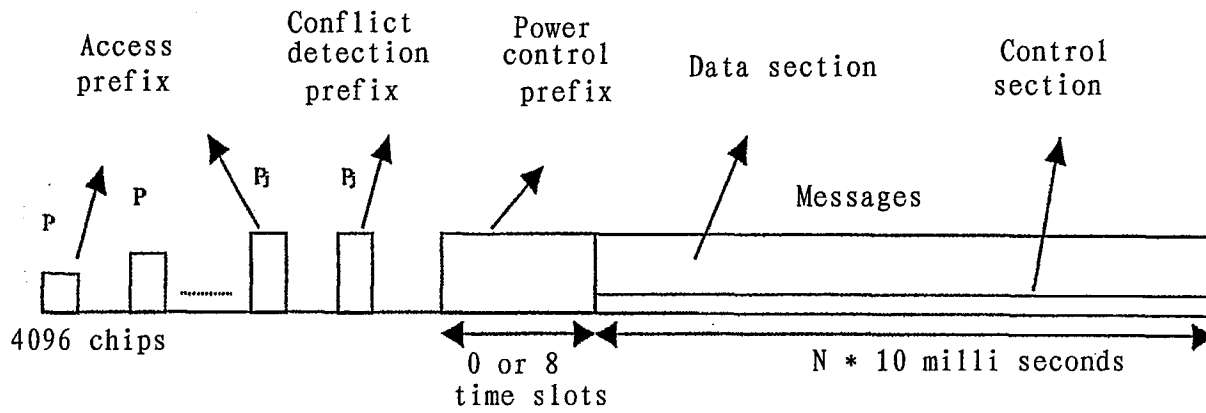 Access
prefix
Conflict
detection
prefix
Power
control
prefix
Data section
Control
section
P
P
Pj
Pj
Messages
4096 chips
0 or 8
time slots
N * 10 milli seconds